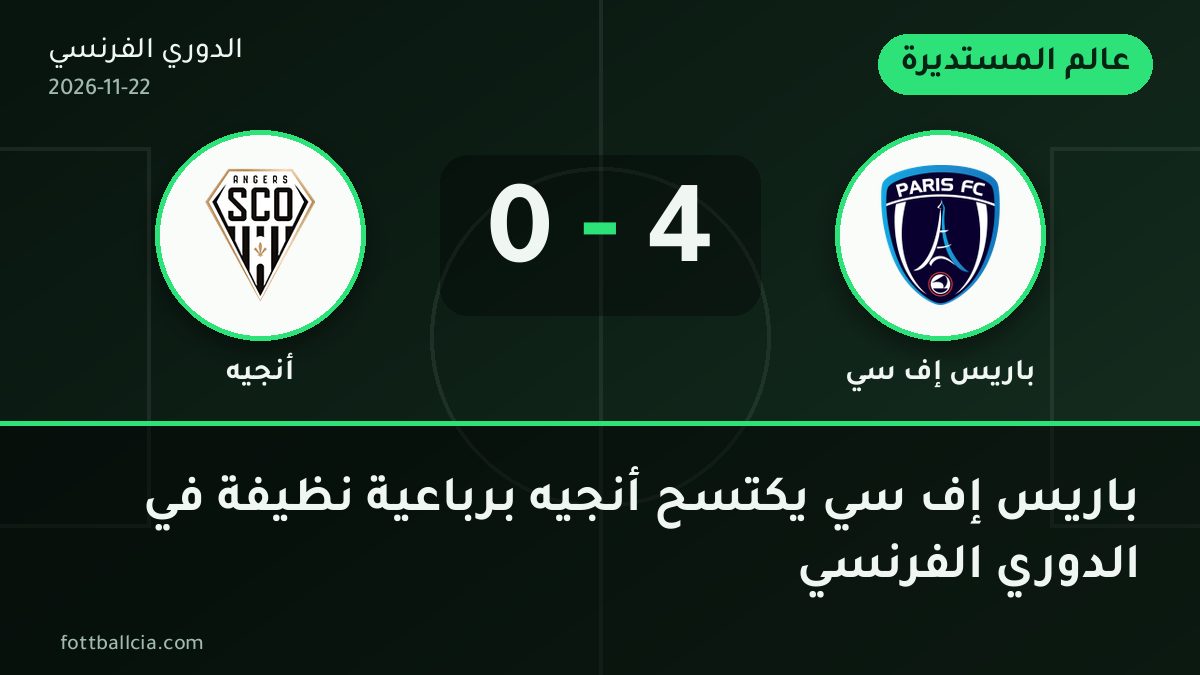 عالم المستديرة
الدوري الفرنسي
2026-11-22
PARIS FC
ANGERS
SCO
4 - 0
باريس إف سي
أنجيه
باريس إف سي يكتسح أنجيه برباعية نظيفة في
الدوري الفرنسي
fottballcia.com